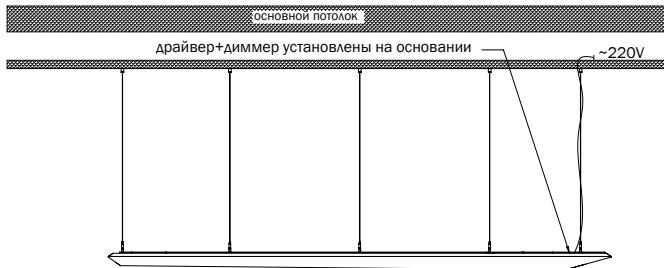 основной потолок
драйвер+диммер установлены на основании
~220V